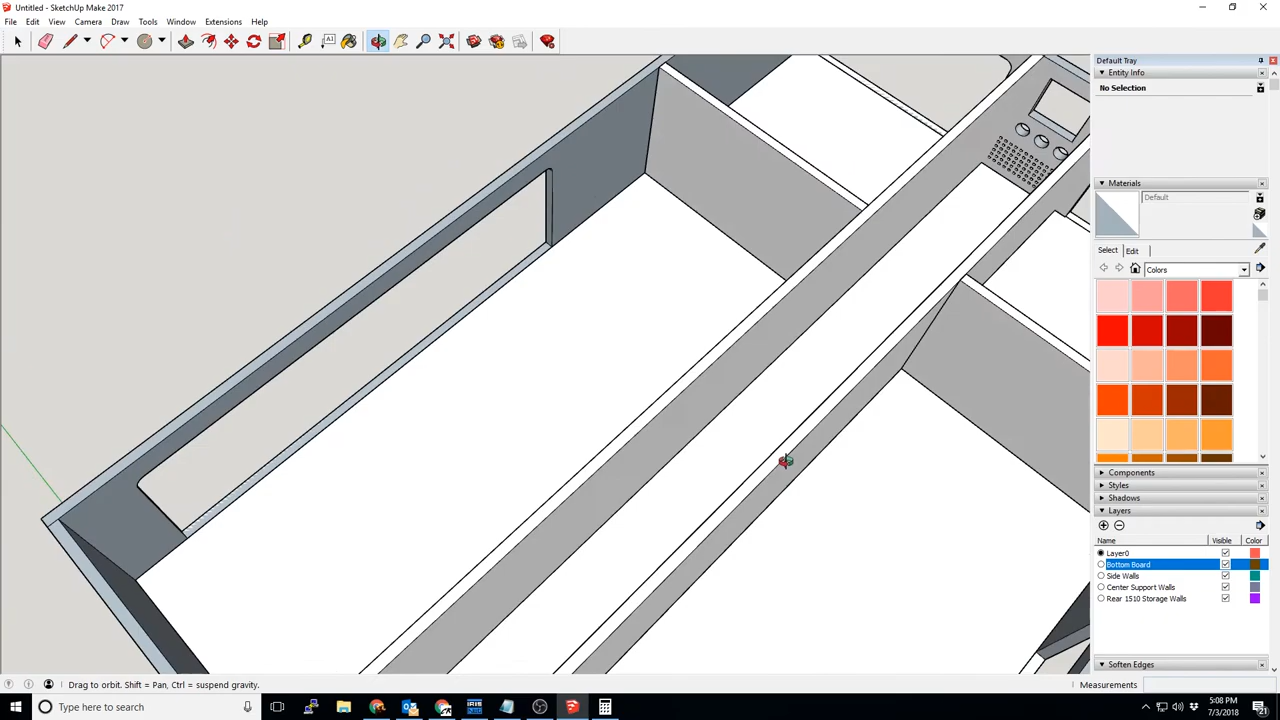 Untitled - SketchUp Make 2017
File Edit View Camera Draw Tools Window Extensions Help
Default Tray
Entity Info
No Selection
Materials
Default
Select Edit
Colors
Components
Styles
Shadows
Layers
Name Visible Color
Layer0
Bottom Board
Side Walls
Center Support Walls
Rear 1510 Storage Walls
Soften Edges
Drag to orbit. Shift = Pan, Ctrl = suspend gravity.
Measurements
Type here to search
5:08 PM
7/3/2018
21